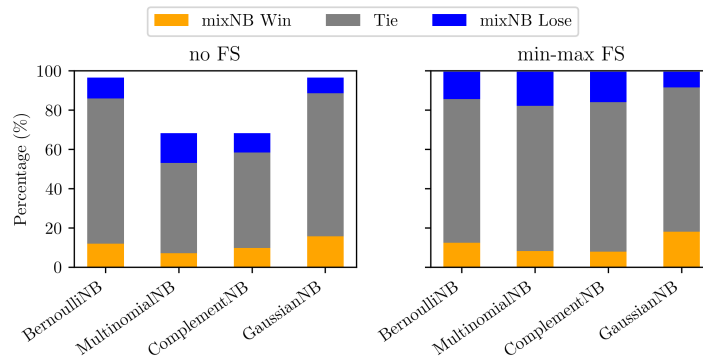 mixNB Win Tie mixNB Lose
no FS
min-max FS
Percentage (%)
100
80
60
40
20
0
BernoulliNB
MultinomialNB
ComplementNB
GaussianNB
BernoulliNB
MultinomialNB
ComplementNB
GaussianNB